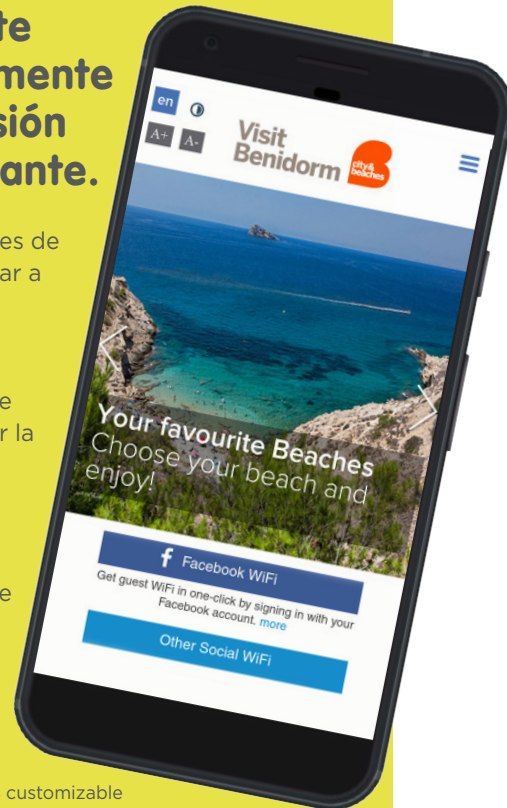 te
mente
sión
ante.
es de
ar a
e
r la
e
customizable
en
A+ A-
Visit
Benidorm
city&
beaches
Your favourite Beaches
Choose your beach and
enjoy!
f Facebook WiFi
Get guest WiFi in one-click by signing in with your
Facebook account. more
Other Social WiFi